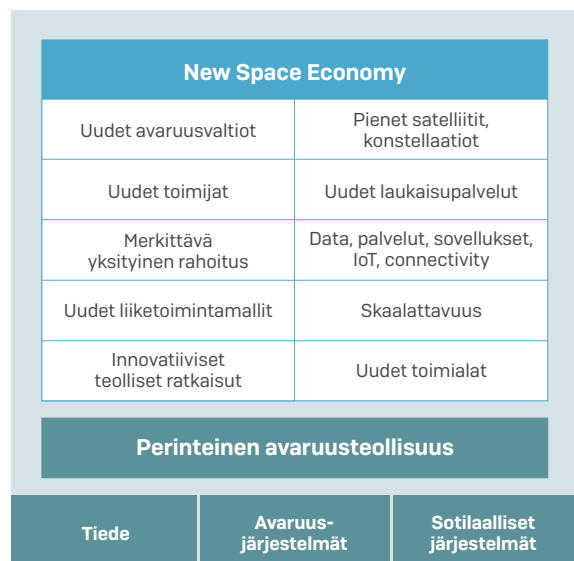 New Space Economy
Uudet avaruusvaltiot
Pienet satelliitit,
konstellaatiot
Uudet toimijat
Uudet laukaisupalvelut
Merkittävä
yksityinen rahoitus
Data, palvelut, sovellukset,
IoT, connectivity
Uudet liiketoimintamallit
Skaalattavuus
Innovatiiviset
teolliset ratkaisut
Uudet toimialat
Perinteinen avaruusteollisuus
Tiede
Avaruus-
järjestelmät
Sotilaalliset
järjestelmät